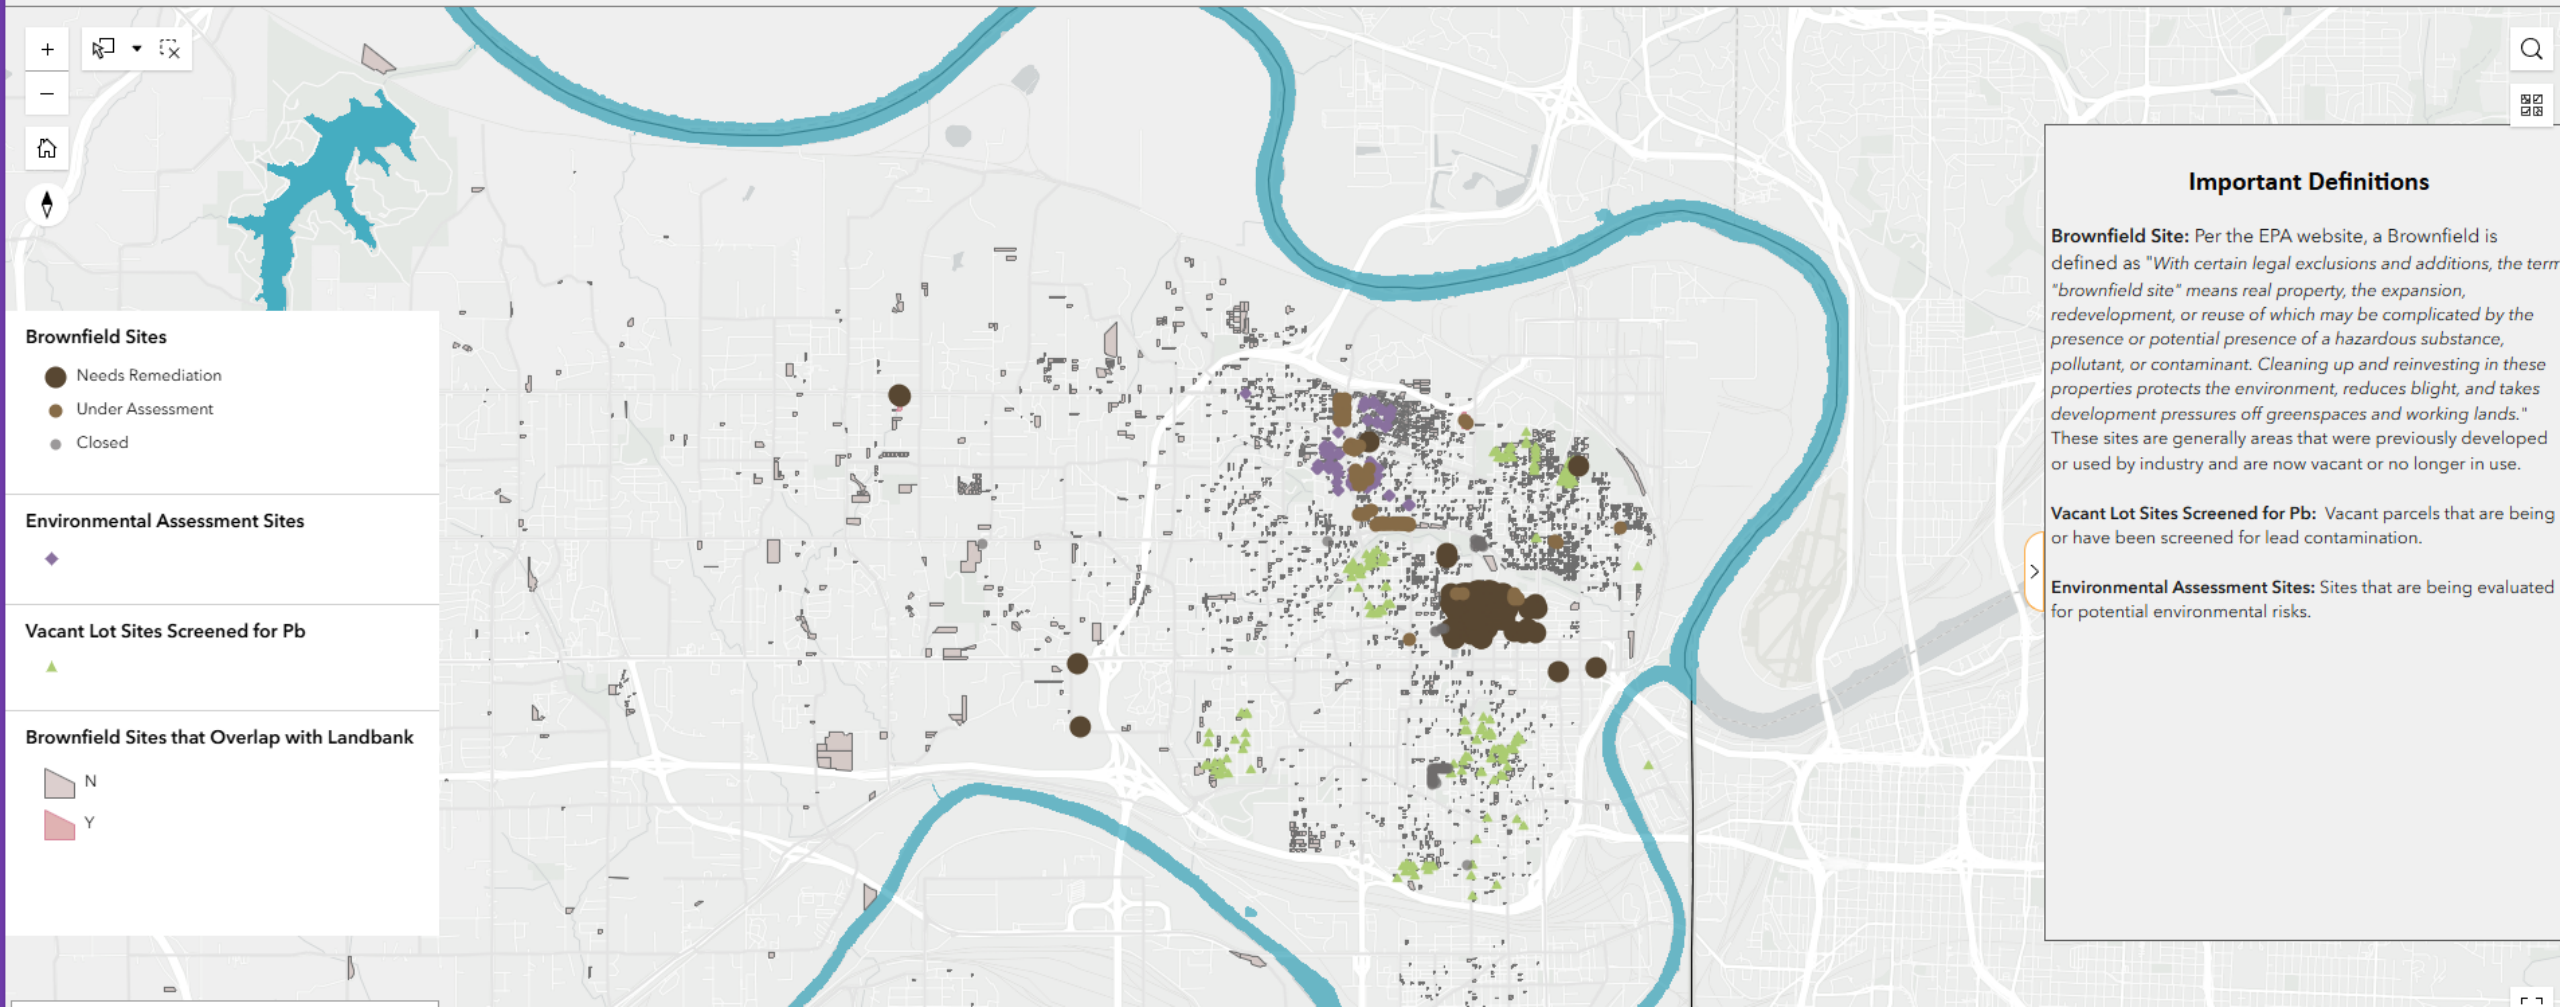 Brownfield Sites
Needs Remediation
Under Assessment
Closed
Environmental Assessment Sites
Vacant Lot Sites Screened for Pb
Brownfield Sites that Overlap with Landbank
N
Y
Important Definitions
Brownfield Site: Per the EPA website, a Brownfield is
defined as "With certain legal exclusions and additions, the term
"brownfield site" means real property, the expansion,
redevelopment, or reuse of which may be complicated by the
presence or potential presence of a hazardous substance,
pollutant, or contaminant. Cleaning up and reinvesting in these
properties protects the environment, reduces blight, and takes
development pressures off greenspaces and working lands."
These sites are generally areas that were previously developed
or used by industry and are now vacant or no longer in use.
Vacant Lot Sites Screened for Pb: Vacant parcels that are being
or have been screened for lead contamination.
Environmental Assessment Sites: Sites that are being evaluated
for potential environmental risks.